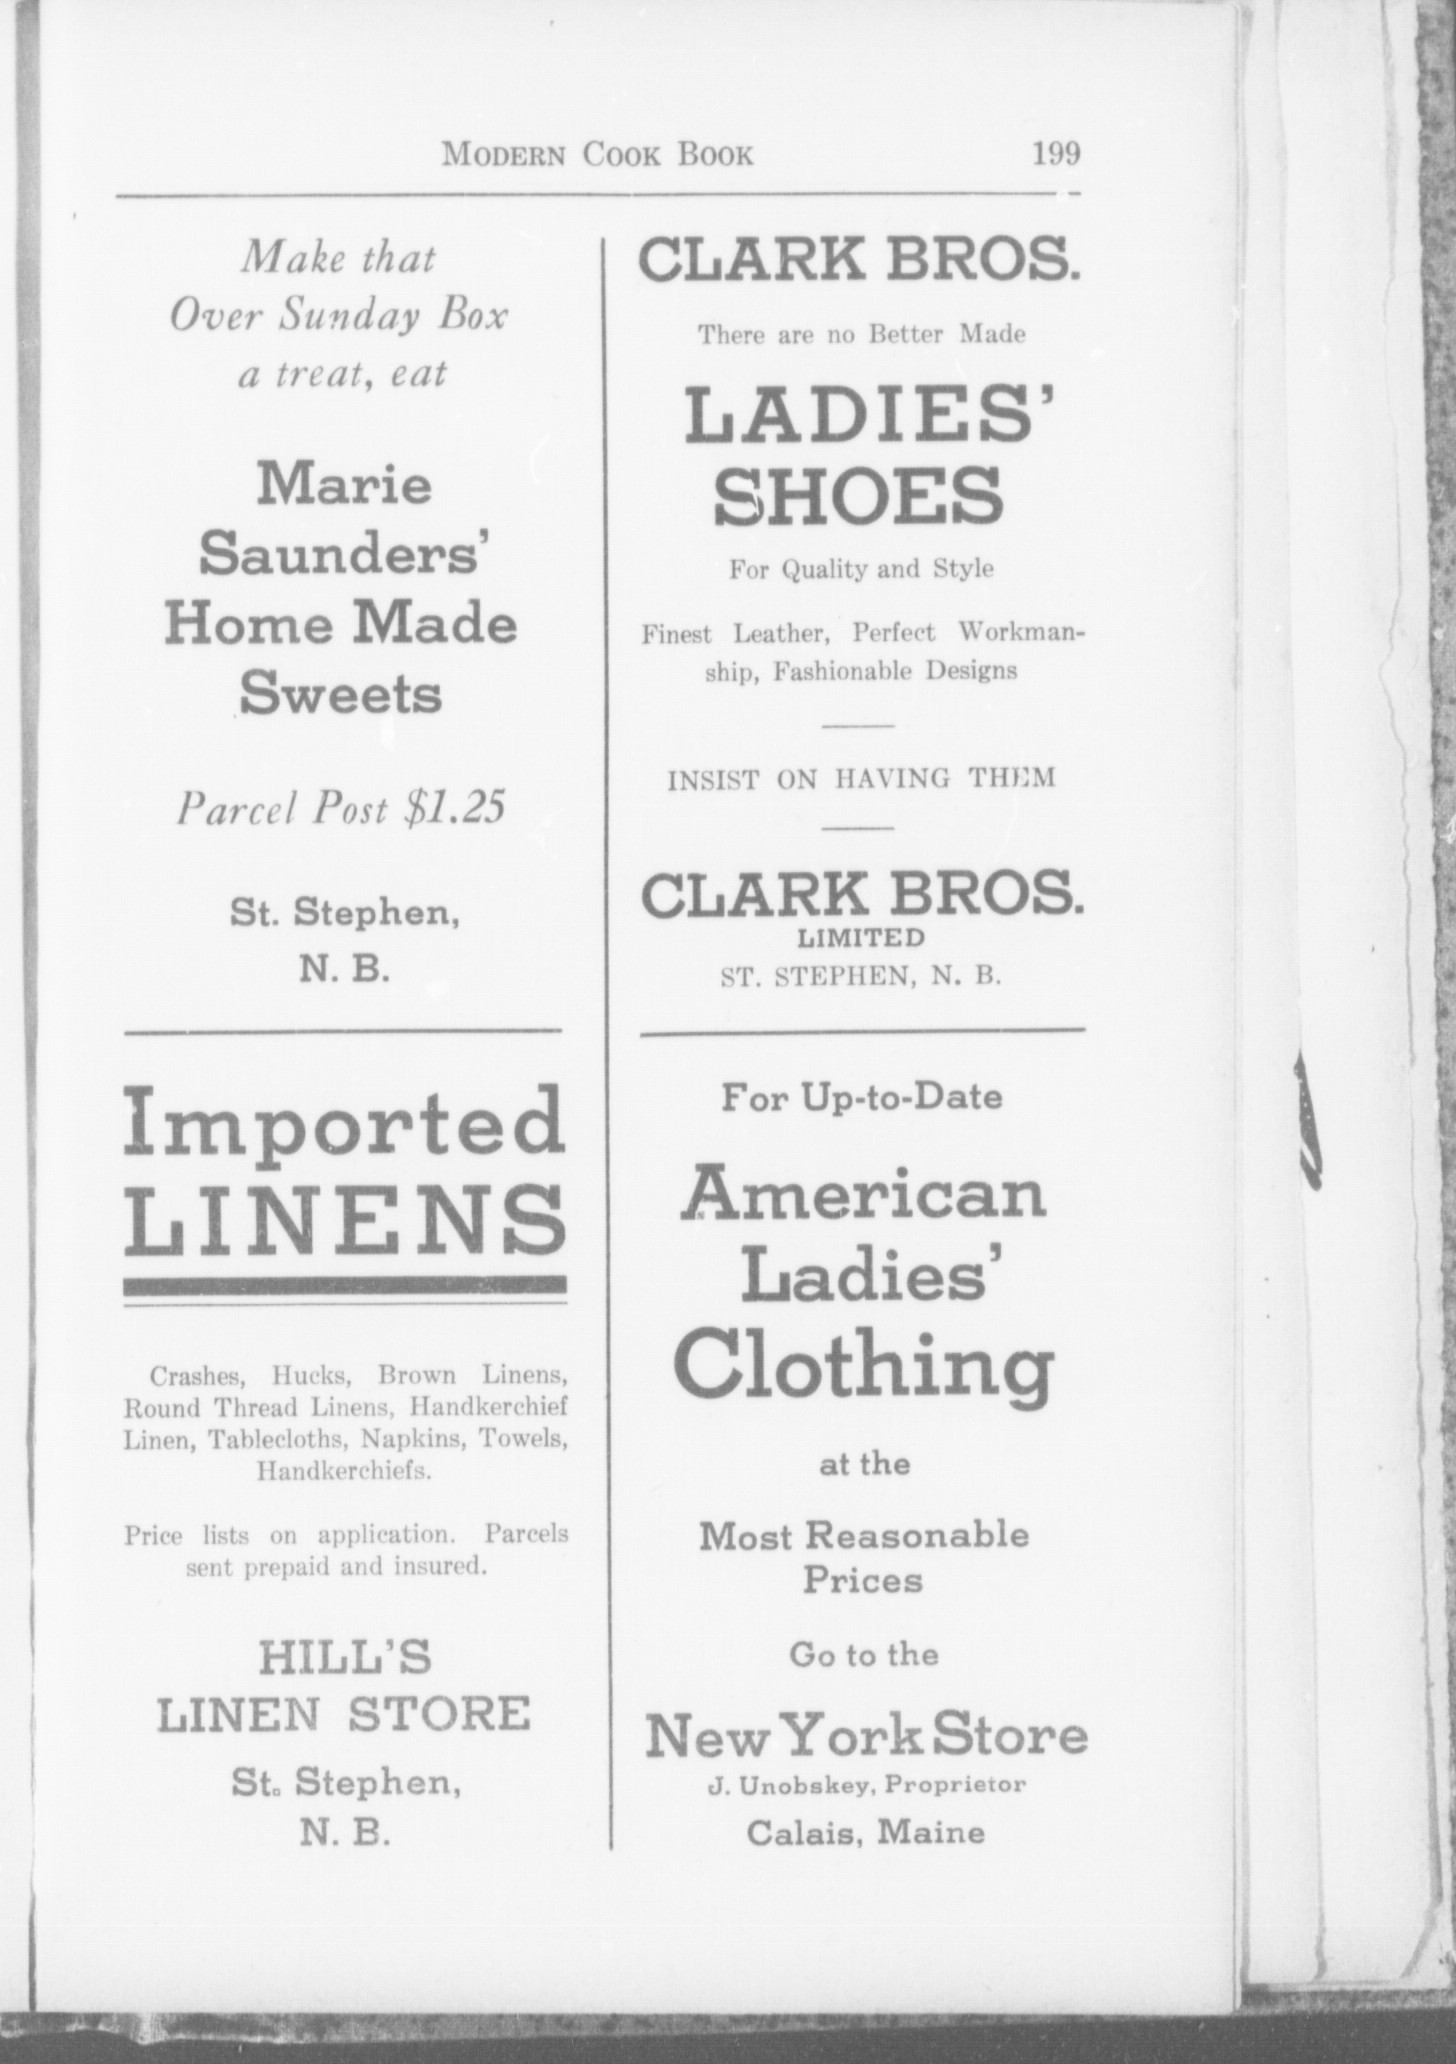 MODERN COOK BOOK 199
Make that
Over Sunday Box
a treat, eat
Marie
Saunders'
Home Made
Sweets
Parcel Post $1.25
St. Stephen,
N. B.
Imported
LINENS
Crashes, Hucks, Brown Linens,
Round Thread Linens, Handkerchief
Linen, Tablecloths, Napkins, Towels,
Handkerchiefs.
Price lists on application. Parcels
sent prepaid and insured.
HILL'S
LINEN STORE
St. Stephen,
N. B.
CLARK BROS.
There are no Better Made
LADIES'
SHOES
For Quality and Style
Finest Leather, Perfect Workman-
ship, Fashionable Designs
INSIST ON HAVING THEM
CLARK BROS.
LIMITED
ST. STEPHEN, N. B.
For Up-to-Date
American
Ladies'
Clothing
at the
Most Reasonable
Prices
Go to the
New York Store
J. Unobskey, Proprietor
Calais, Maine